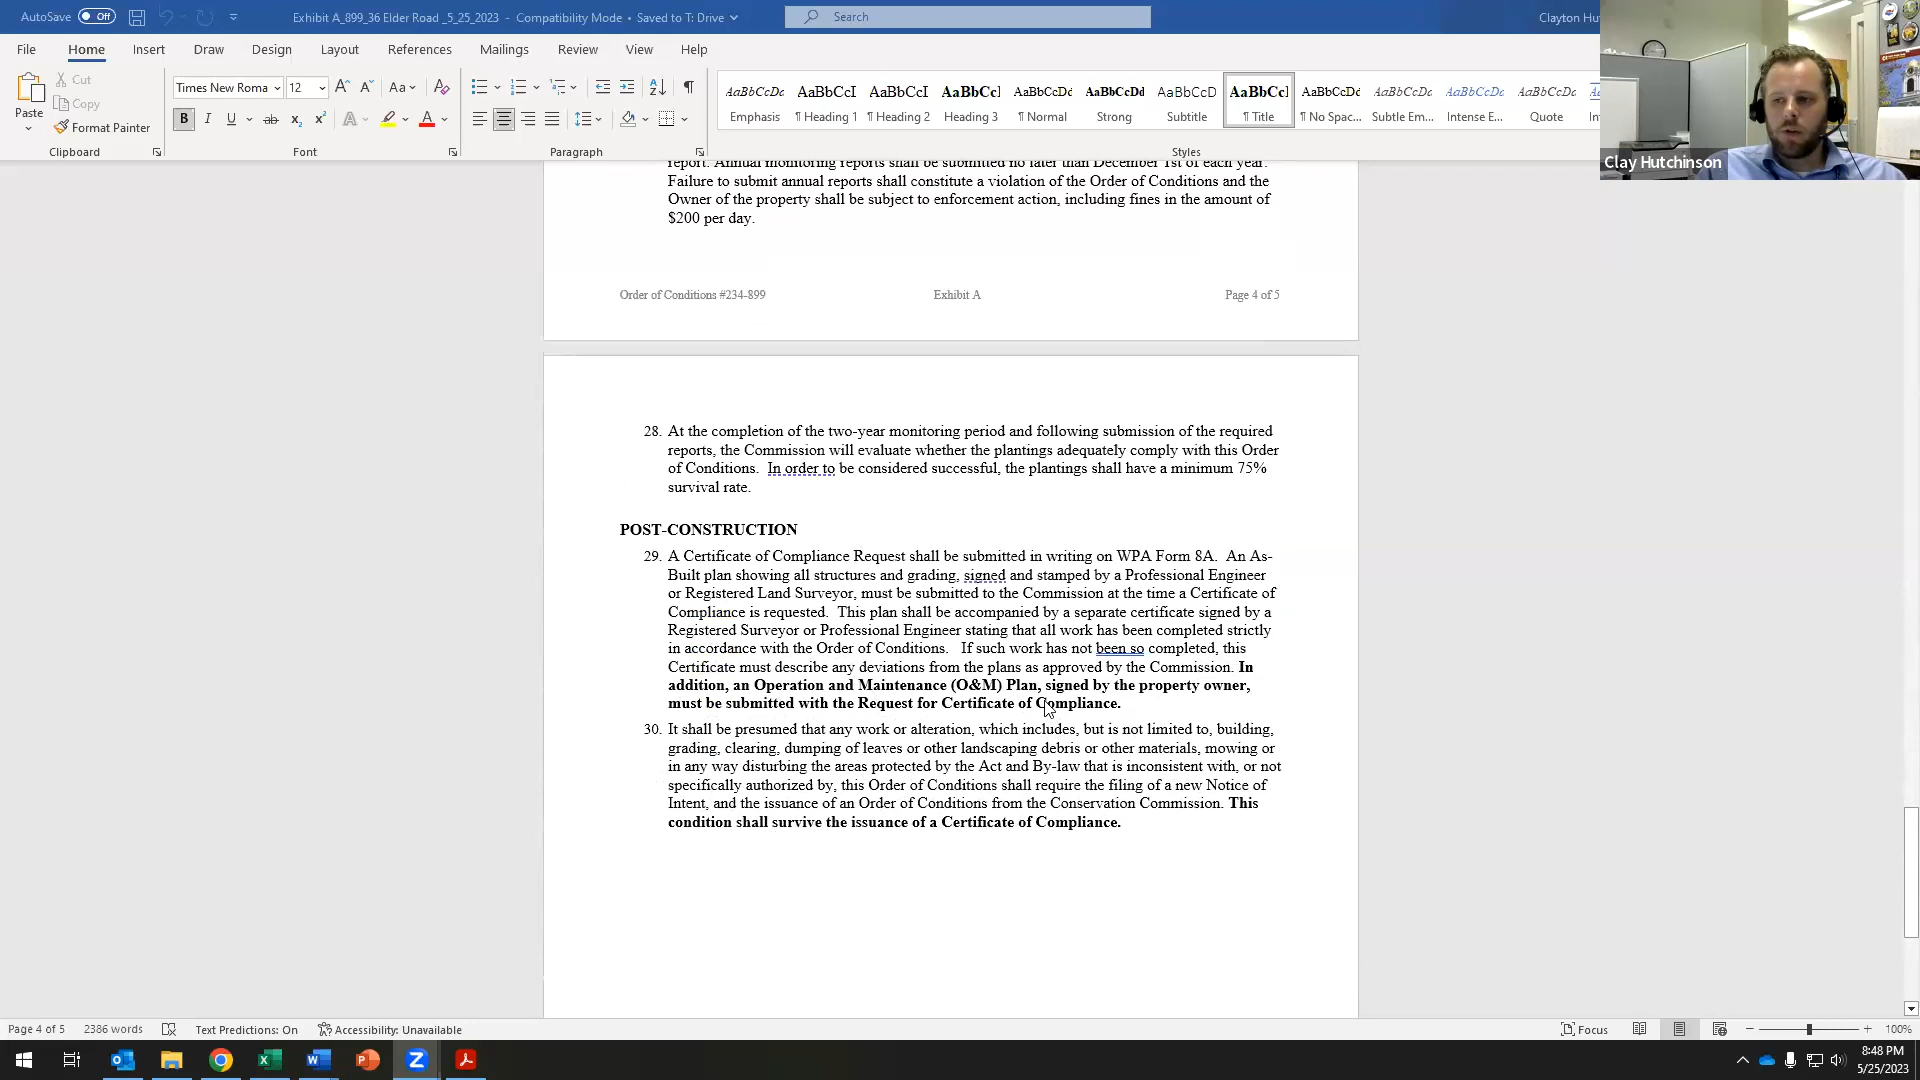 AutoSave Off Exhibit A_899_36 Elder Road _5_25_2023 - Compatibility Mode • Saved to T: Drive Search Clayton Hu
File Home Insert Draw Design Layout References Mailings Review View Help
Paste Cut Copy Format Painter
Times New Roma 12
AaBbCcDc AaBbCcI AaBbCcI AaBbCcl AaBbCcDd AaBbCcDd AaBbCcD AaBbCcl AaBbCcDd AaBbCcDd AaBbCcDc AaBbCcDd
Emphasis ¶ Heading 1 ¶ Heading 2 Heading 3 ¶ Normal Strong Subtitle ¶ Title ¶ No Spac... Subtle Em... Intense E... Quote
Clipboard Font Paragraph Styles
Clay Hutchinson
report. Annual monitoring reports shall be submitted no later than December 1st of each year.
Failure to submit annual reports shall constitute a violation of the Order of Conditions and the
Owner of the property shall be subject to enforcement action, including fines in the amount of
$200 per day.
Order of Conditions #234-899 Exhibit A Page 4 of 5
28. At the completion of the two-year monitoring period and following submission of the required
reports, the Commission will evaluate whether the plantings adequately comply with this Order
of Conditions. In order to be considered successful, the plantings shall have a minimum 75%
survival rate.
POST-CONSTRUCTION
29. A Certificate of Compliance Request shall be submitted in writing on WPA Form 8A. An As-
Built plan showing all structures and grading, signed and stamped by a Professional Engineer
or Registered Land Surveyor, must be submitted to the Commission at the time a Certificate of
Compliance is requested. This plan shall be accompanied by a separate certificate signed by a
Registered Surveyor or Professional Engineer stating that all work has been completed strictly
in accordance with the Order of Conditions. If such work has not been so completed, this
Certificate must describe any deviations from the plans as approved by the Commission. In
addition, an Operation and Maintenance (O&M) Plan, signed by the property owner,
must be submitted with the Request for Certificate of Compliance.
30. It shall be presumed that any work or alteration, which includes, but is not limited to, building,
grading, clearing, dumping of leaves or other landscaping debris or other materials, mowing or
in any way disturbing the areas protected by the Act and By-law that is inconsistent with, or not
specifically authorized by, this Order of Conditions shall require the filing of a new Notice of
Intent, and the issuance of an Order of Conditions from the Conservation Commission. This
condition shall survive the issuance of a Certificate of Compliance.
Page 4 of 5 2386 words Text Predictions: On Accessibility: Unavailable Focus 100%
8:48 PM
5/25/2023